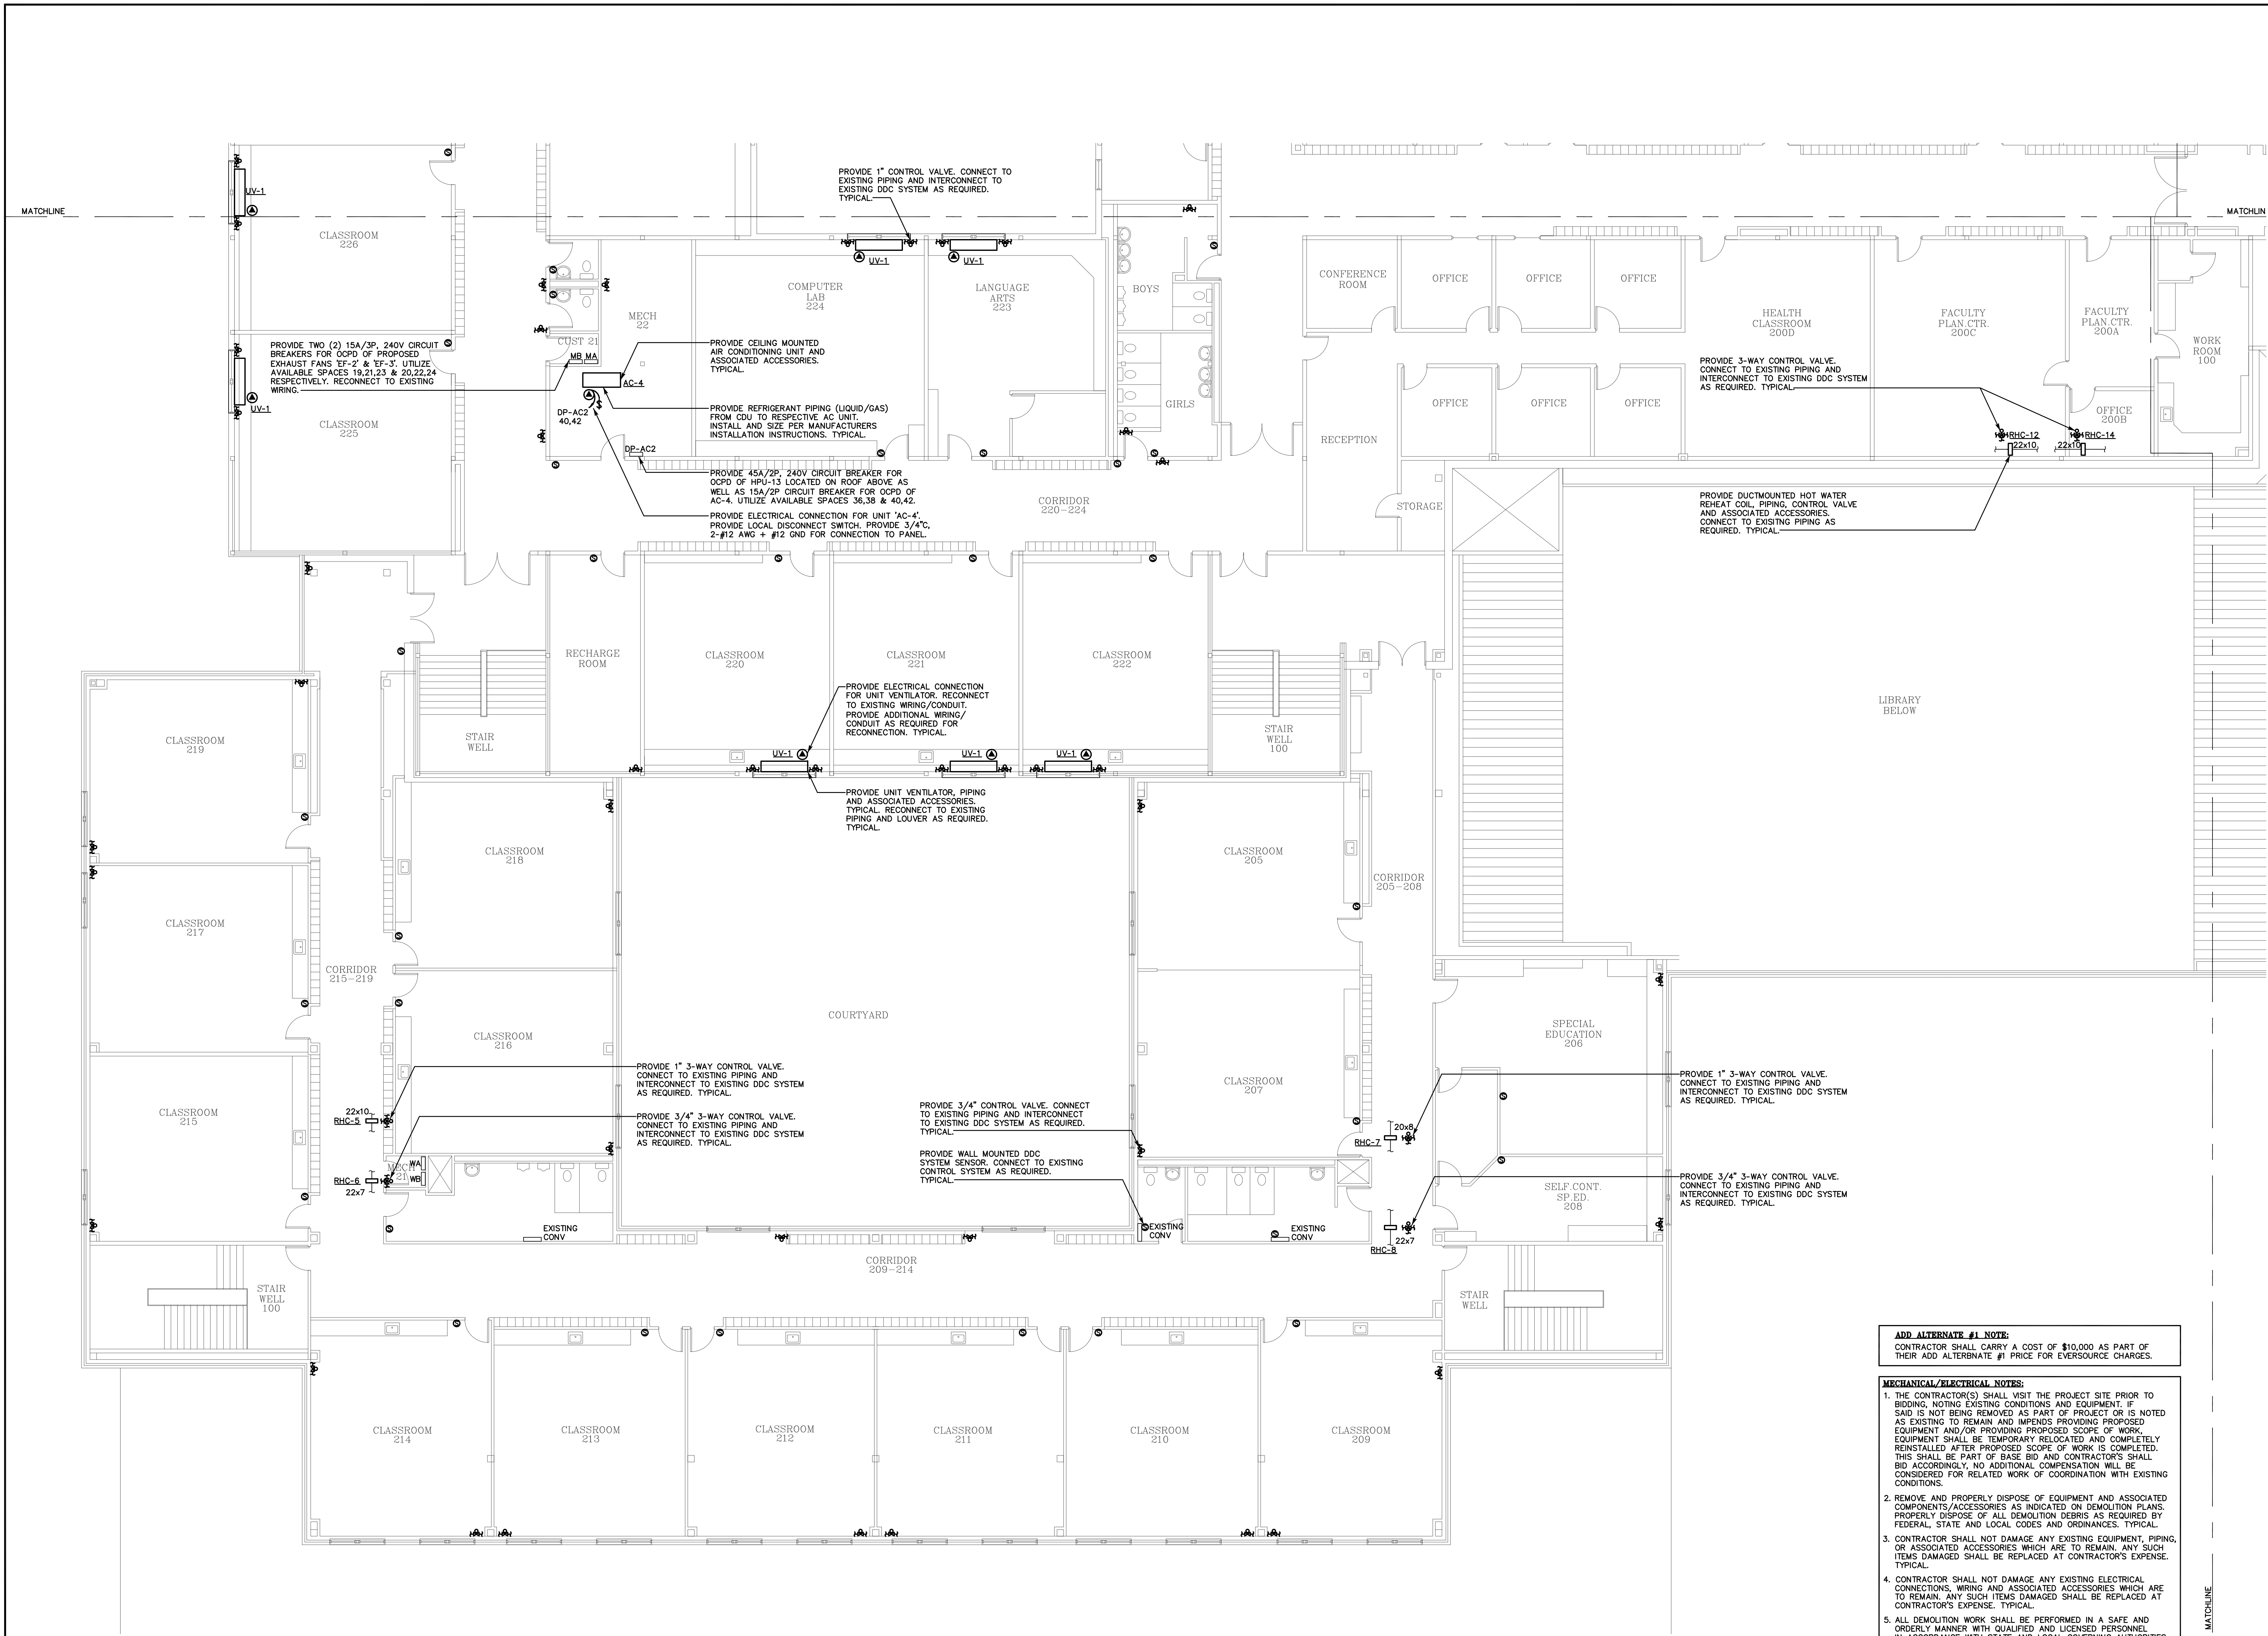 UV-1
MATCHLINE
CLASSROOM
226
PROVIDE 1" CONTROL VALVE. CONNECT TO
EXISTING PIPING AND INTERCONNECT TO
EXISTING DDC SYSTEM AS REQUIRED.
TYPICAL.
MATCHLIN
UV-1
UV-1
COMPUTER
LAB
224
LANGUAGE
ARTS
223
BOYS
CONFERENCE
ROOM
OFFICE
OFFICE
OFFICE
HEALTH
CLASSROOM
200D
FACULTY
PLAN.CTR.
200C
FACULTY
PLAN.CTR.
200A
WORK
ROOM
100
MECH
22
CUST 21
MB MA
PROVIDE TWO (2) 15A/3P, 240V CIRCUIT
BREAKERS FOR OCPD OF PROPOSED
EXHAUST FANS 'EF-2' & 'EF-3'. UTILIZE
AVAILABLE SPACES 19,21,23 & 20,22,24
RESPECTIVELY. RECONNECT TO EXISTING
WIRING.
UV-1
CLASSROOM
225
PROVIDE CEILING MOUNTED
AIR CONDITIONING UNIT AND
ASSOCIATED ACCESSORIES.
TYPICAL.
AC-4
DP-AC2
40,42
PROVIDE REFRIGERANT PIPING (LIQUID/GAS)
FROM CDU TO RESPECTIVE AC UNIT.
INSTALL AND SIZE PER MANUFACTURERS
INSTALLATION INSTRUCTIONS. TYPICAL.
DP-AC2
PROVIDE 45A/2P, 240V CIRCUIT BREAKER FOR
OCPD OF HPU-13 LOCATED ON ROOF ABOVE AS
WELL AS 15A/2P CIRCUIT BREAKER FOR OCPD OF
AC-4. UTILIZE AVAILABLE SPACES 36,38 & 40,42.
PROVIDE ELECTRICAL CONNECTION FOR UNIT 'AC-4'.
PROVIDE LOCAL DISCONNECT SWITCH. PROVIDE 3/4"C,
2-#12 AWG + #12 GND FOR CONNECTION TO PANEL.
GIRLS
CORRIDOR
220-224
RECEPTION
STORAGE
OFFICE
OFFICE
OFFICE
PROVIDE 3-WAY CONTROL VALVE.
CONNECT TO EXISTING PIPING AND
INTERCONNECT TO EXISTING DDC SYSTEM
AS REQUIRED. TYPICAL.
OFFICE
200B
RHC-12
22x10
RHC-14
22x10
PROVIDE DUCTMOUNTED HOT WATER
REHEAT COIL, PIPING, CONTROL VALVE
AND ASSOCIATED ACCESSORIES.
CONNECT TO EXISITNG PIPING AS
REQUIRED. TYPICAL.
RECHARGE
ROOM
CLASSROOM
220
CLASSROOM
221
CLASSROOM
222
LIBRARY
BELOW
STAIR
WELL
STAIR
WELL
100
PROVIDE ELECTRICAL CONNECTION
FOR UNIT VENTILATOR. RECONNECT
TO EXISTING WIRING/CONDUIT.
PROVIDE ADDITIONAL WIRING/
CONDUIT AS REQUIRED FOR
RECONNECTION. TYPICAL.
UV-1
UV-1
UV-1
PROVIDE UNIT VENTILATOR, PIPING
AND ASSOCIATED ACCESSORIES.
TYPICAL. RECONNECT TO EXISTING
PIPING AND LOUVER AS REQUIRED.
TYPICAL.
CLASSROOM
219
CLASSROOM
218
CLASSROOM
205
CORRIDOR
205-208
CLASSROOM
217
CORRIDOR
215-219
COURTYARD
CLASSROOM
216
CLASSROOM
207
SPECIAL
EDUCATION
206
CLASSROOM
215
22x10
RHC-5
RHC-6
22x7
MECH
21
WA
WB
PROVIDE 1" 3-WAY CONTROL VALVE.
CONNECT TO EXISTING PIPING AND
INTERCONNECT TO EXISTING DDC SYSTEM
AS REQUIRED. TYPICAL.
PROVIDE 3/4" 3-WAY CONTROL VALVE.
CONNECT TO EXISTING PIPING AND
INTERCONNECT TO EXISTING DDC SYSTEM
AS REQUIRED. TYPICAL.
PROVIDE 3/4" CONTROL VALVE. CONNECT
TO EXISTING PIPING AND INTERCONNECT
TO EXISTING DDC SYSTEM AS REQUIRED.
TYPICAL.
PROVIDE WALL MOUNTED DDC
SYSTEM SENSOR. CONNECT TO EXISTING
CONTROL SYSTEM AS REQUIRED.
TYPICAL.
20x8
RHC-7
22x7
RHC-8
PROVIDE 1" 3-WAY CONTROL VALVE.
CONNECT TO EXISTING PIPING AND
INTERCONNECT TO EXISTING DDC SYSTEM
AS REQUIRED. TYPICAL.
PROVIDE 3/4" 3-WAY CONTROL VALVE.
CONNECT TO EXISTING PIPING AND
INTERCONNECT TO EXISTING DDC SYSTEM
AS REQUIRED. TYPICAL.
SELF.CONT.
SP.ED.
208
EXISTING
CONV
EXISTING
CONV
EXISTING
CONV
CORRIDOR
209-214
STAIR
WELL
100
STAIR
WELL
CLASSROOM
214
CLASSROOM
213
CLASSROOM
212
CLASSROOM
211
CLASSROOM
210
CLASSROOM
209
ADD ALTERNATE #1 NOTE:
CONTRACTOR SHALL CARRY A COST OF $10,000 AS PART OF
THEIR ADD ALTERBNATE #1 PRICE FOR EVERSOURCE CHARGES.
MECHANICAL/ELECTRICAL NOTES:
1. THE CONTRACTOR(S) SHALL VISIT THE PROJECT SITE PRIOR TO
BIDDING, NOTING EXISTING CONDITIONS AND EQUIPMENT. IF
SAID IS NOT BEING REMOVED AS PART OF PROJECT OR IS NOTED
AS EXISTING TO REMAIN AND IMPENDS PROVIDING PROPOSED
EQUIPMENT AND/OR PROVIDING PROPOSED SCOPE OF WORK,
EQUIPMENT SHALL BE TEMPORARY RELOCATED AND COMPLETELY
REINSTALLED AFTER PROPOSED SCOPE OF WORK IS COMPLETED.
THIS SHALL BE PART OF BASE BID AND CONTRACTOR'S SHALL
BID ACCORDINGLY, NO ADDITIONAL COMPENSATION WILL BE
CONSIDERED FOR RELATED WORK OF COORDINATION WITH EXISTING
CONDITIONS.
2. REMOVE AND PROPERLY DISPOSE OF EQUIPMENT AND ASSOCIATED
COMPONENTS/ACCESSORIES AS INDICATED ON DEMOLITION PLANS.
PROPERLY DISPOSE OF ALL DEMOLITION DEBRIS AS REQUIRED BY
FEDERAL, STATE AND LOCAL CODES AND ORDINANCES. TYPICAL.
3. CONTRACTOR SHALL NOT DAMAGE ANY EXISTING EQUIPMENT, PIPING,
OR ASSOCIATED ACCESSORIES WHICH ARE TO REMAIN. ANY SUCH
ITEMS DAMAGED SHALL BE REPLACED AT CONTRACTOR'S EXPENSE.
TYPICAL.
4. CONTRACTOR SHALL NOT DAMAGE ANY EXISTING ELECTRICAL
CONNECTIONS, WIRING AND ASSOCIATED ACCESSORIES WHICH ARE
TO REMAIN. ANY SUCH ITEMS DAMAGED SHALL BE REPLACED AT
CONTRACTOR'S EXPENSE. TYPICAL.
5. ALL DEMOLITION WORK SHALL BE PERFORMED IN A SAFE AND
ORDERLY MANNER WITH QUALIFIED AND LICENSED PERSONNEL
IN ACCORDANCE WITH STATE AND LOCAL GOVERNING AUTHORITIES
MATCHLINE